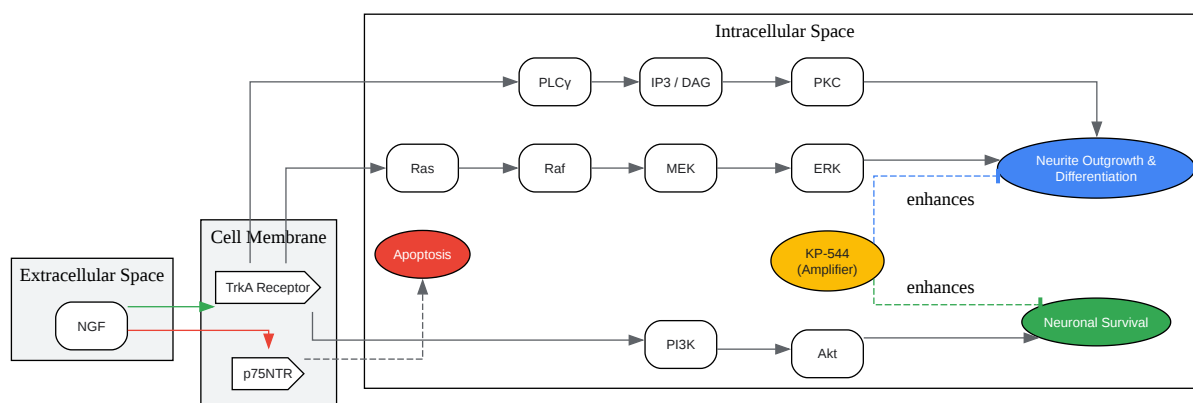 Intracellular Space
PLCγ
IP3 / DAG
PKC
Ras
Raf
MEK
ERK
Neurite Outgrowth &
Differentiation
enhances
Cell Membrane
Apoptosis
KP-544
(Amplifier)
Extracellular Space
TrkA Receptor
enhances
NGF
Neuronal Survival
PI3K
Akt
p75NTR